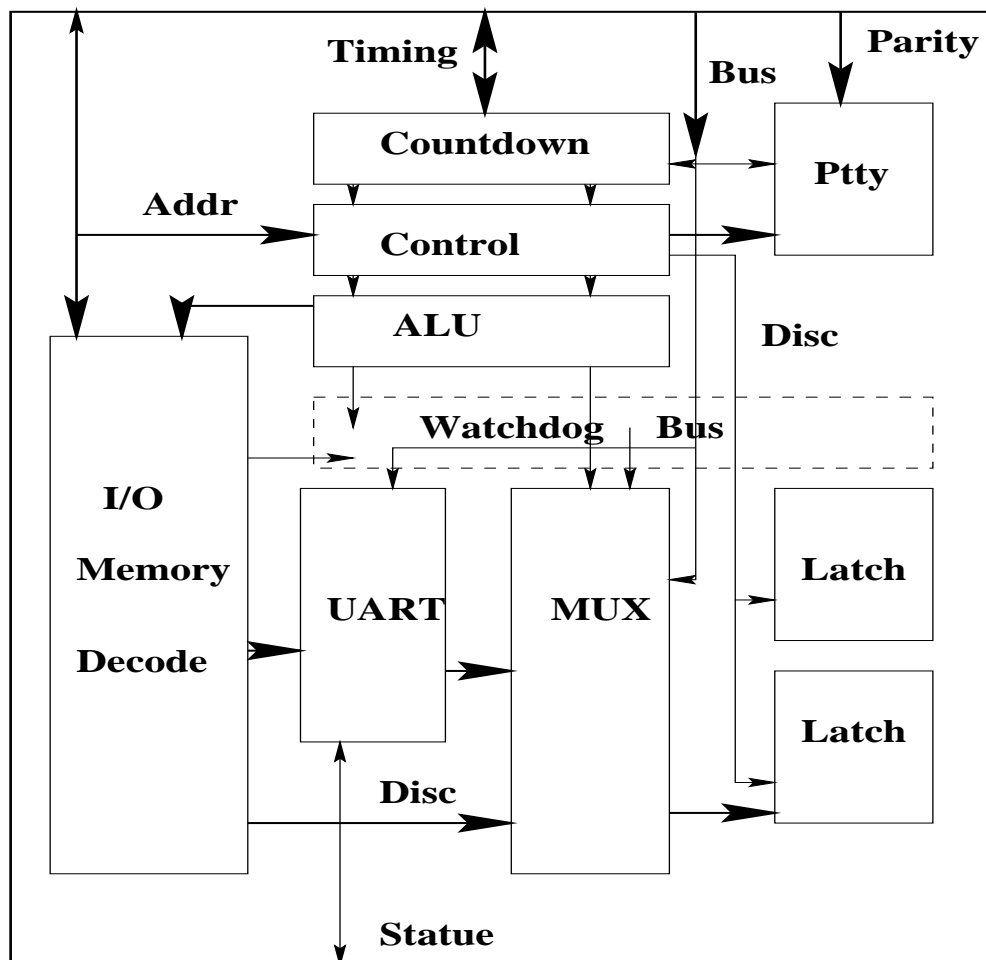 Timing
Parity
Bus
Countdown
Ptty
Addr
Control
ALU
Disc
Watchdog Bus
I/O
Memory
Decode
UART
MUX
Latch
Latch
Disc
Statue